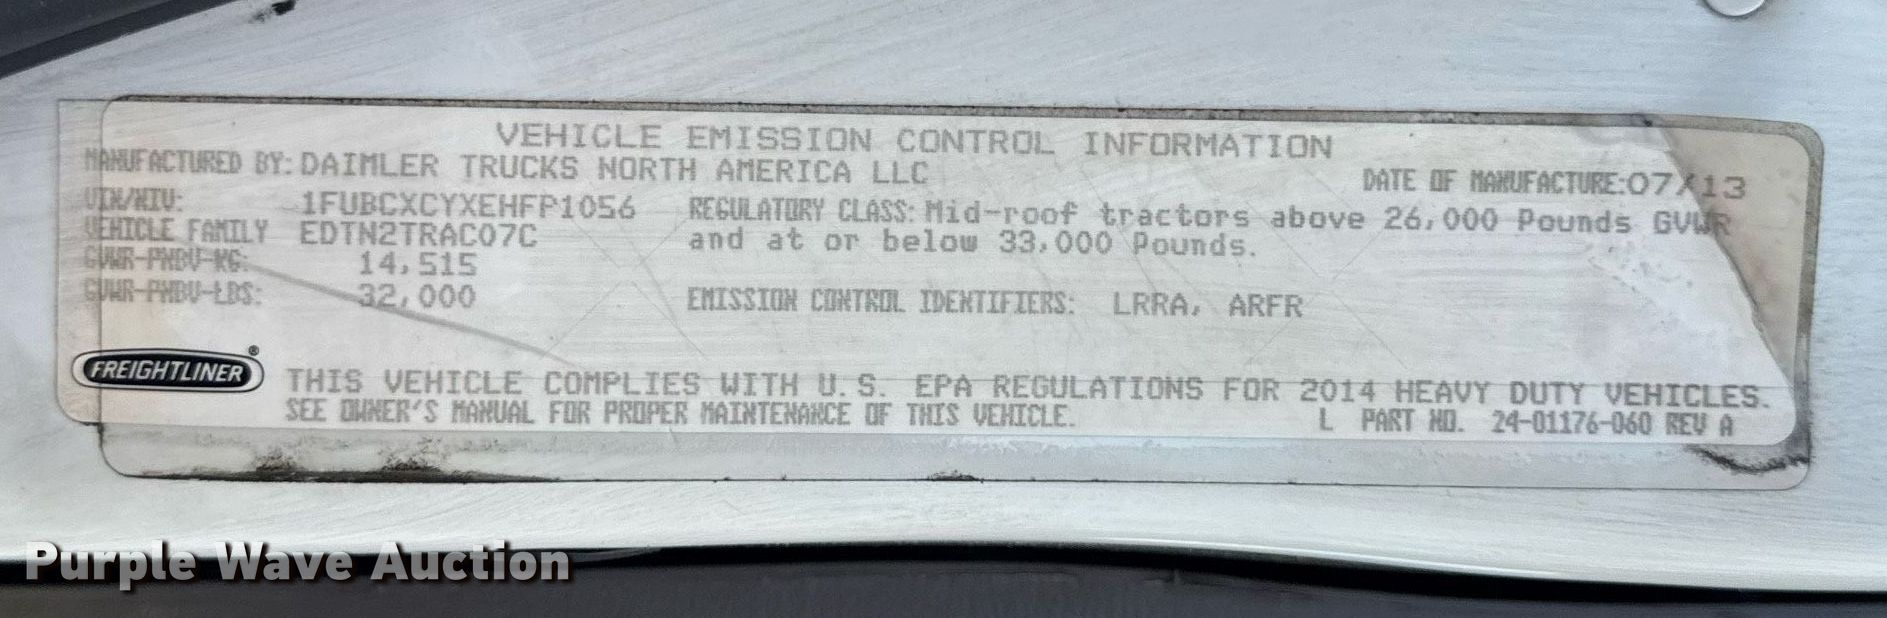 VEHICLE EMISSION CONTROL INFORMATION
MANUFACTURED BY: DAIMLER TRUCKS NORTH AMERICA LLC
DATE OF MANUFACTURE:07/13
VIN/NIV: 1FUBCXCYXEHFP1056
REGULATORY CLASS: Mid-roof tractors above 26,000 Pounds GVWR
VEHICLE FAMILY EDTN2TRAC07C
and at or below 33,000 Pounds.
GVWR-PNBV-KG: 14,515
GVWR-PNBV-LBS: 32,000
EMISSION CONTROL IDENTIFIERS: LRRA, ARFR
FREIGHTLINER®
THIS VEHICLE COMPLIES WITH U.S. EPA REGULATIONS FOR 2014 HEAVY DUTY VEHICLES.
SEE OWNER'S MANUAL FOR PROPER MAINTENANCE OF THIS VEHICLE.
L PART NO. 24-01176-060 REV A
Purple Wave Auction